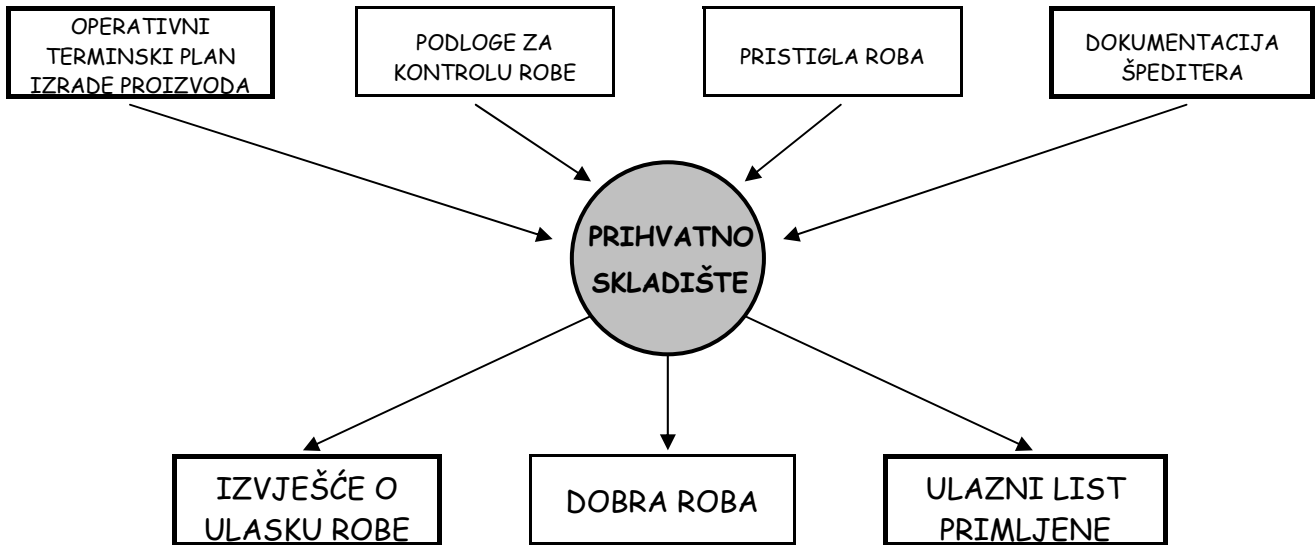 OPERATIVNI
TERMINSKI PLAN
IZRADE PROIZVODA
PODLOGE ZA
KONTROLU ROBE
PRISTIGLA ROBA
DOKUMENTACIJA
ŠPEDITERA
PRIHVATNO
SKLADIŠTE
IZVJEŠĆE O
ULASKU ROBE
DOBRA ROBA
ULAZNI LIST
PRIMLJENE